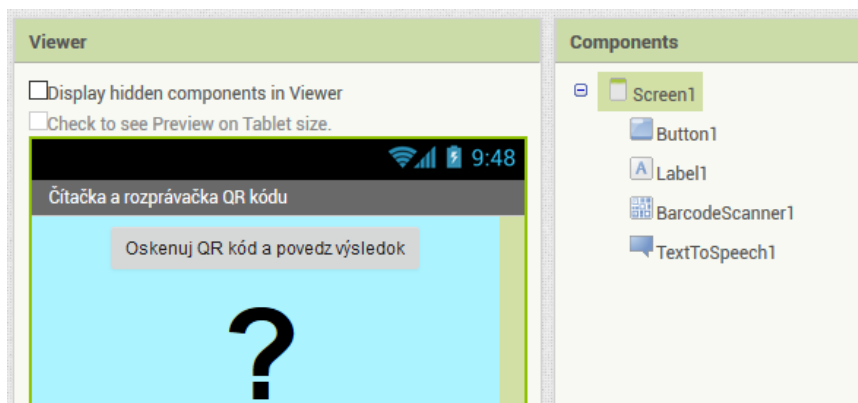 Viewer
Display hidden components in Viewer
Check to see Preview on Tablet size.
9:48
Čítačka a rozprávačka QR kódu
Oskenuj QR kód a povedz výsledok
?
Components
Screen1
Button1
A
Label1
BarcodeScanner1
TextToSpeech1